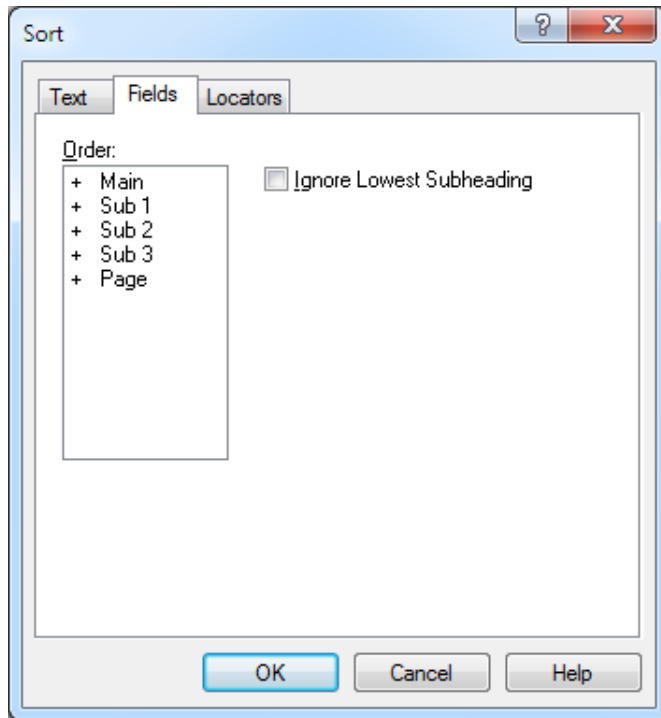 Sort
Text Fields Locators
Order:
+ Main
+ Sub 1
+ Sub 2
+ Sub 3
+ Page
Ignore Lowest Subheading
OK Cancel Help